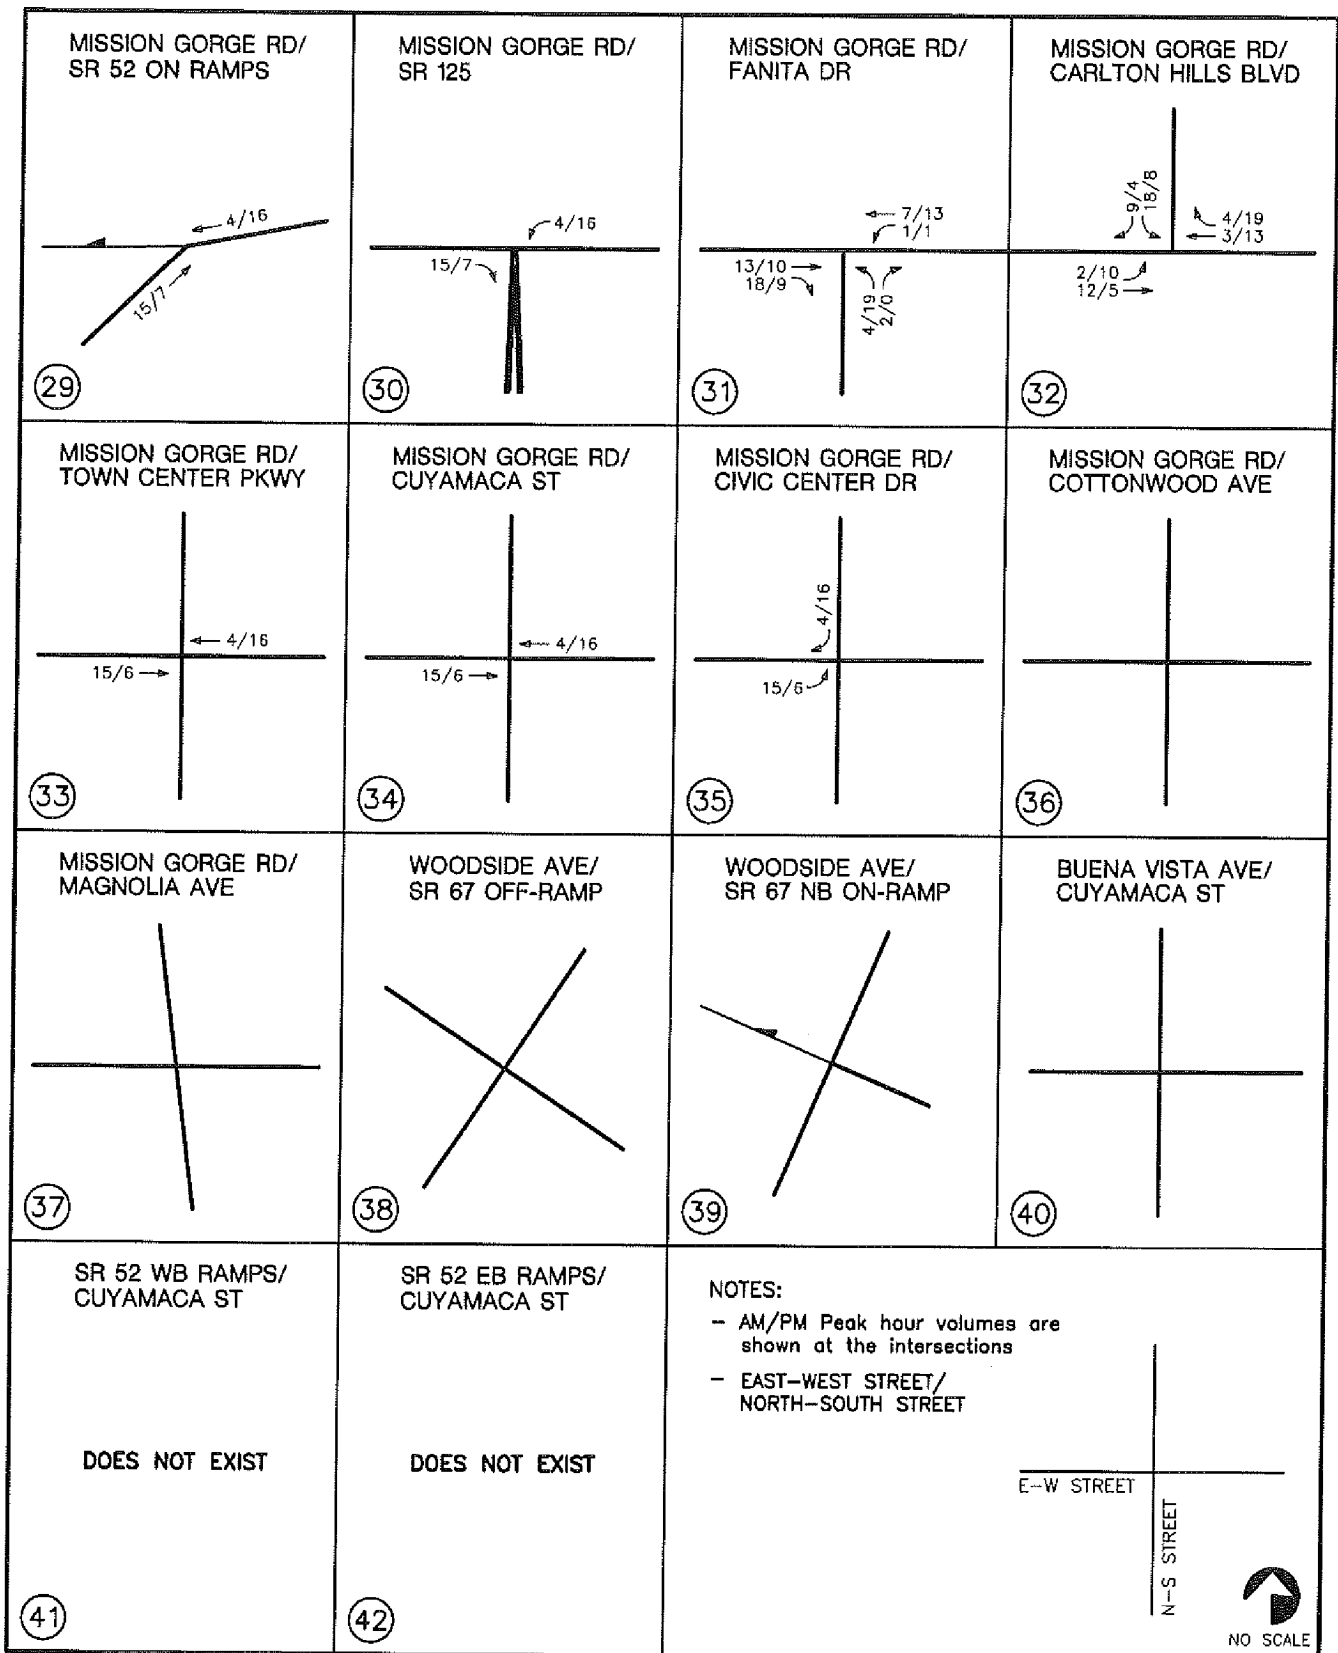 MISSION GORGE RD/
SR 52 ON RAMPS
4/16
15/7
29
MISSION GORGE RD/
SR 125
4/16
15/7
30
MISSION GORGE RD/
FANITA DR
7/13
1/1
13/10
18/9
4/19
2/0
31
MISSION GORGE RD/
CARLTON HILLS BLVD
9/4
18/8
4/19
3/13
2/10
12/5
32
MISSION GORGE RD/
TOWN CENTER PKWY
4/16
15/6
33
MISSION GORGE RD/
CUYAMACA ST
4/16
15/6
34
MISSION GORGE RD/
CIVIC CENTER DR
4/16
15/6
35
MISSION GORGE RD/
COTTONWOOD AVE
36
MISSION GORGE RD/
MAGNOLIA AVE
37
WOODSIDE AVE/
SR 67 OFF-RAMP
38
WOODSIDE AVE/
SR 67 NB ON-RAMP
39
BUENA VISTA AVE/
CUYAMACA ST
40
SR 52 WB RAMPS/
CUYAMACA ST
DOES NOT EXIST
41
SR 52 EB RAMPS/
CUYAMACA ST
DOES NOT EXIST
42
NOTES:
- AM/PM Peak hour volumes are
shown at the intersections
- EAST-WEST STREET/
NORTH-SOUTH STREET
E-W STREET
N-S STREET
NO SCALE